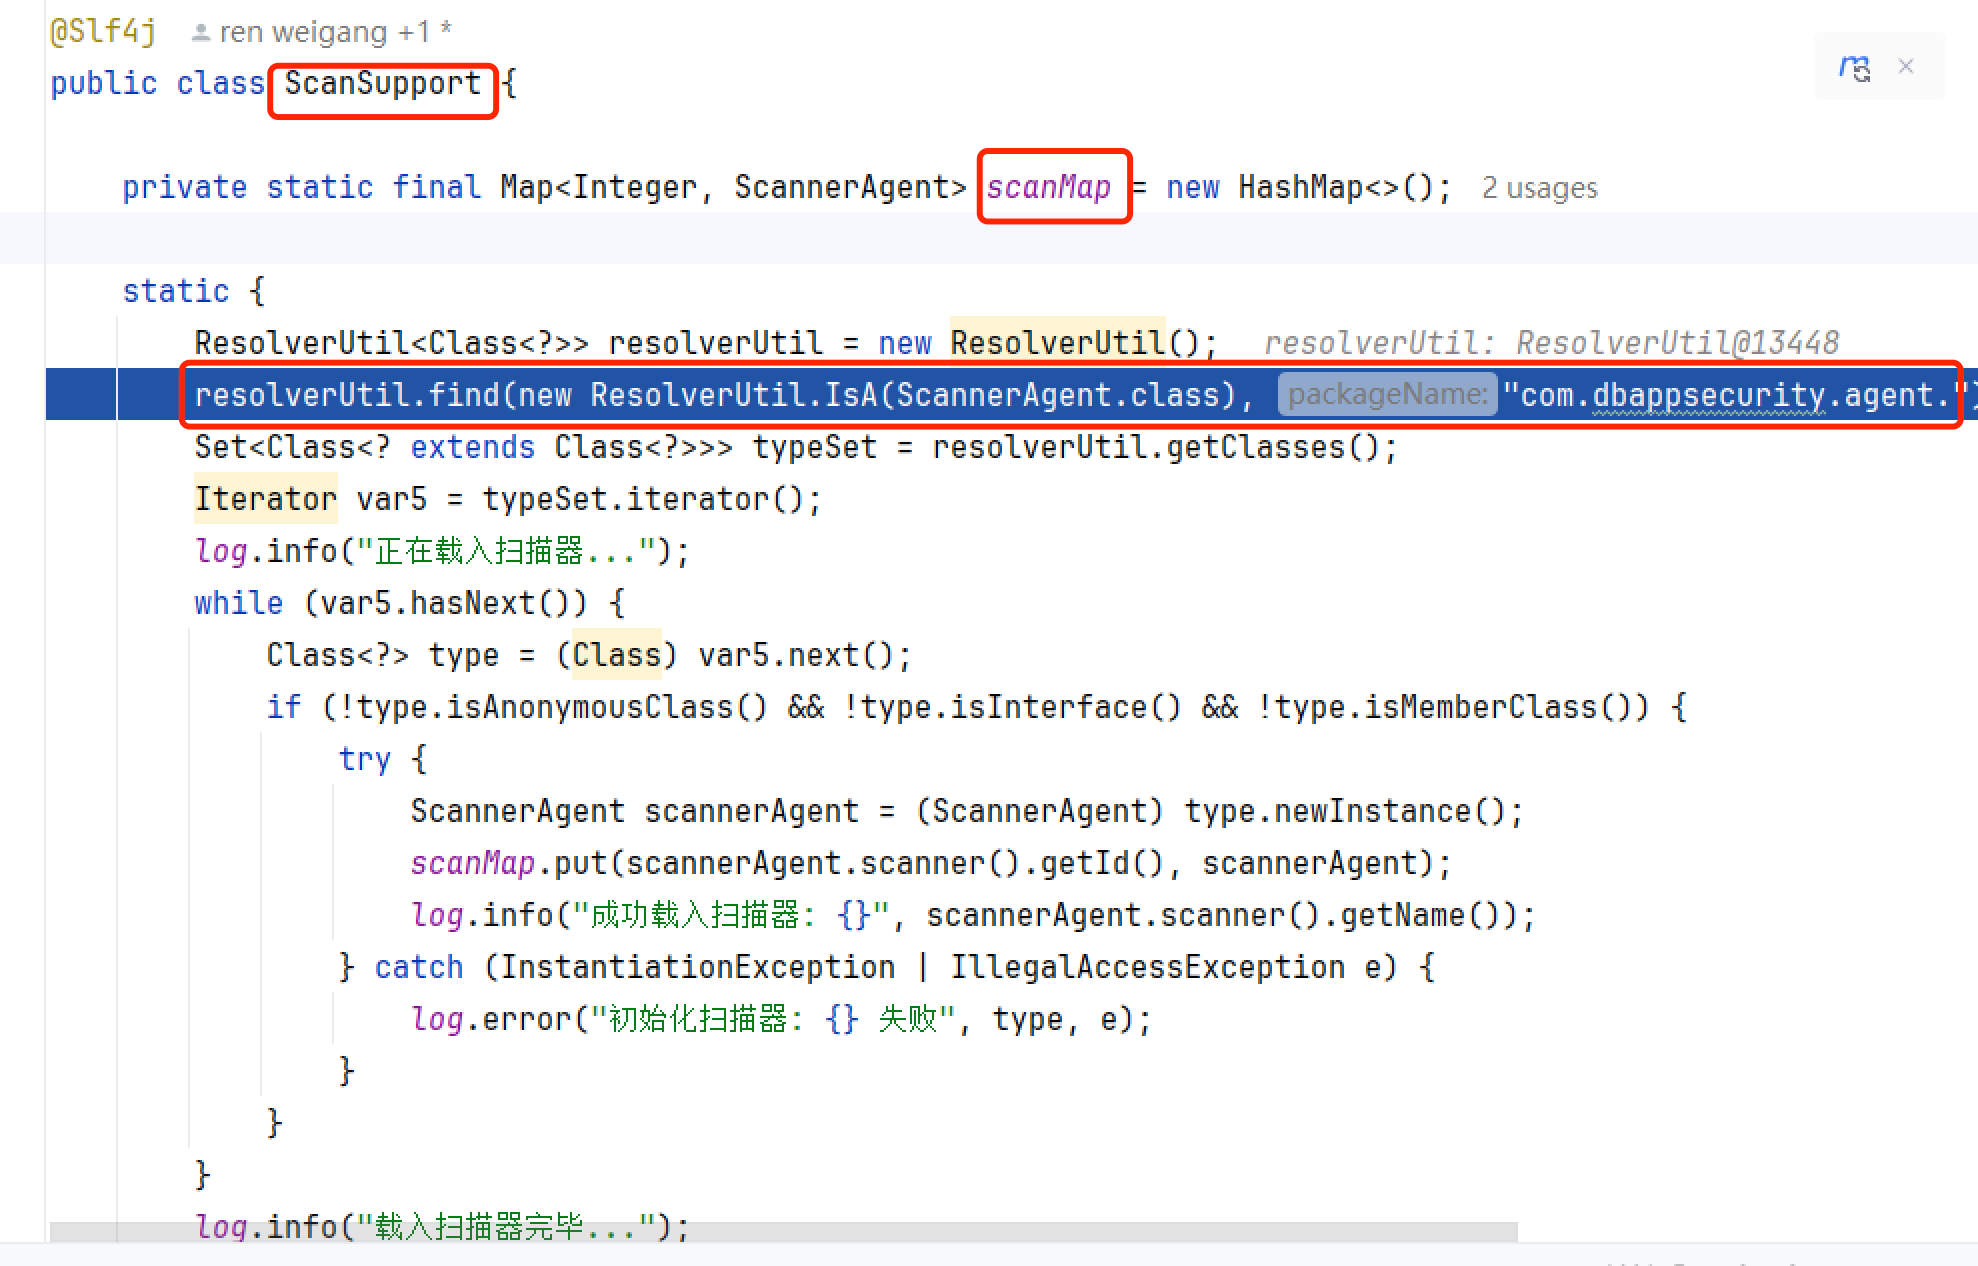 @Slf4j ren weigang +1 *
public class ScanSupport {
private static final Map<Integer, ScannerAgent> scanMap = new HashMap<>(); 2 usages
static {
ResolverUtil<Class<?>> resolverUtil = new ResolverUtil(); resolverUtil: ResolverUtil@13448
resolverUtil.find(new ResolverUtil.IsA(ScannerAgent.class), packageName: "com.dbappsecurity.agent.")
Set<Class<? extends Class<?>>> typeSet = resolverUtil.getClasses();
Iterator var5 = typeSet.iterator();
log.info("正在载入扫描器...");
while (var5.hasNext()) {
Class<?> type = (Class) var5.next();
if (!type.isAnonymousClass() && !type.isInterface() && !type.isMemberClass()) {
try {
ScannerAgent scannerAgent = (ScannerAgent) type.newInstance();
scanMap.put(scannerAgent.scanner().getId(), scannerAgent);
log.info("成功载入扫描器: {}", scannerAgent.scanner().getName());
} catch (InstantiationException | IllegalAccessException e) {
log.error("初始化扫描器: {} 失败", type, e);
}
}
}
log.info("载入扫描器完毕...");